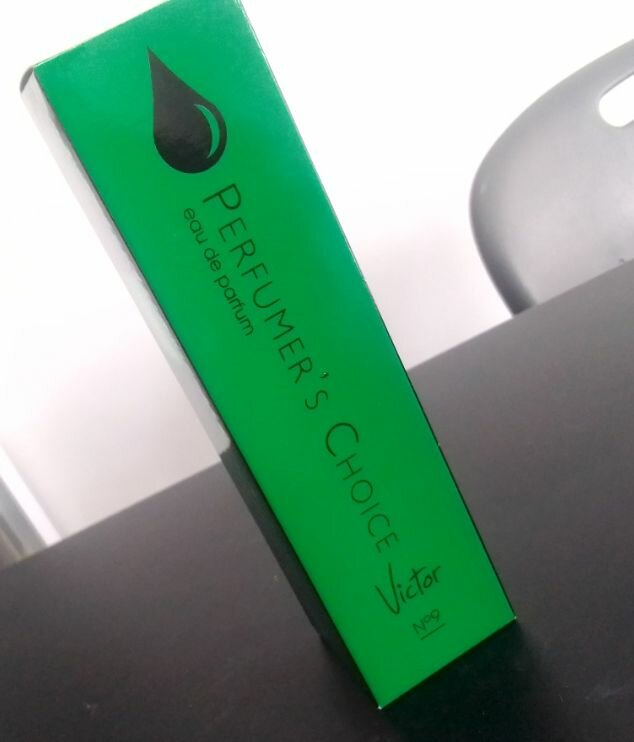 PERFUMER'S CHOICE
eau de parfum
Victor
Nº9